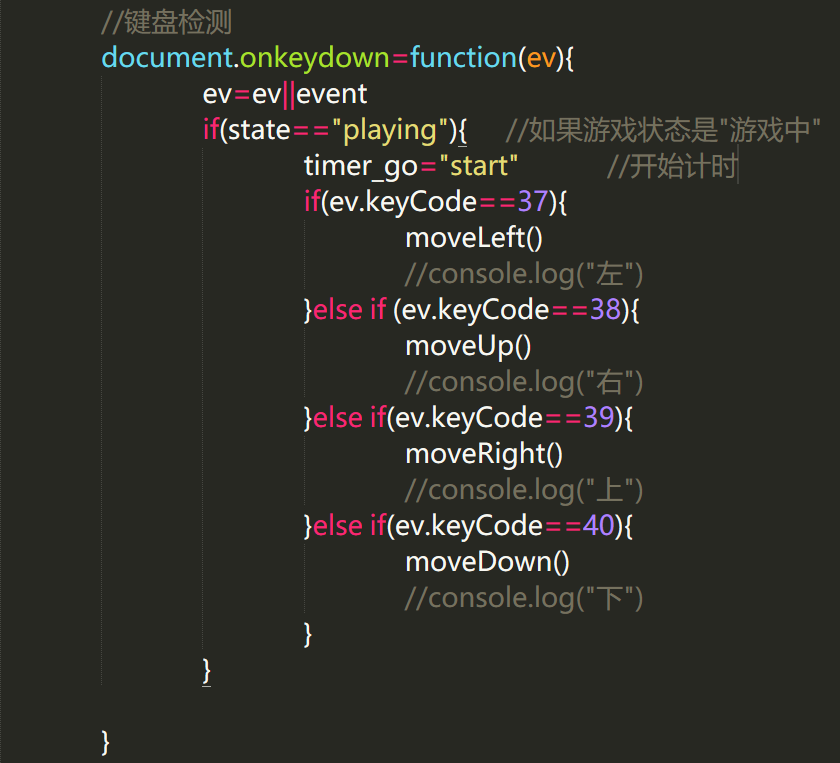 //键盘检测
document.onkeydown=function(ev){
ev=ev||event
if(state=="playing"){ //如果游戏状态是"游戏中"
timer_go="start" //开始计时
if(ev.keyCode==37){
moveLeft()
//console.log("左")
}else if (ev.keyCode==38){
moveUp()
//console.log("右")
}else if(ev.keyCode==39){
moveRight()
//console.log("上")
}else if(ev.keyCode==40){
moveDown()
//console.log("下")
}
}
}